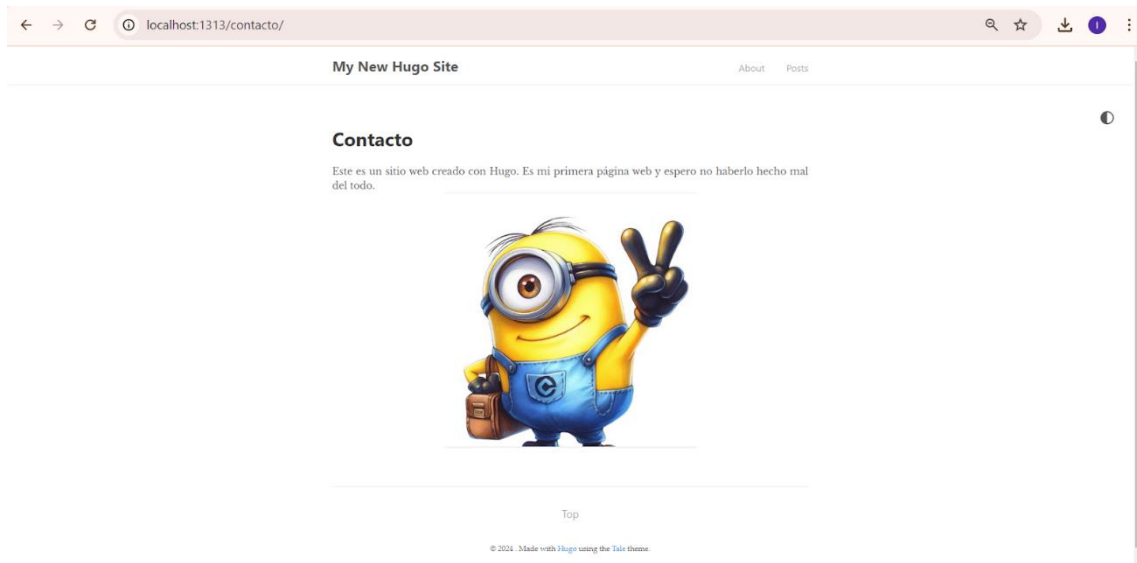 localhost:1313/contacto/
My New Hugo Site
About Posts
Contacto
Este es un sitio web creado con Hugo. Es mi primera página web y espero no haberlo hecho mal
del todo.
Top
© 2024 . Made with Hugo using the Tale theme.